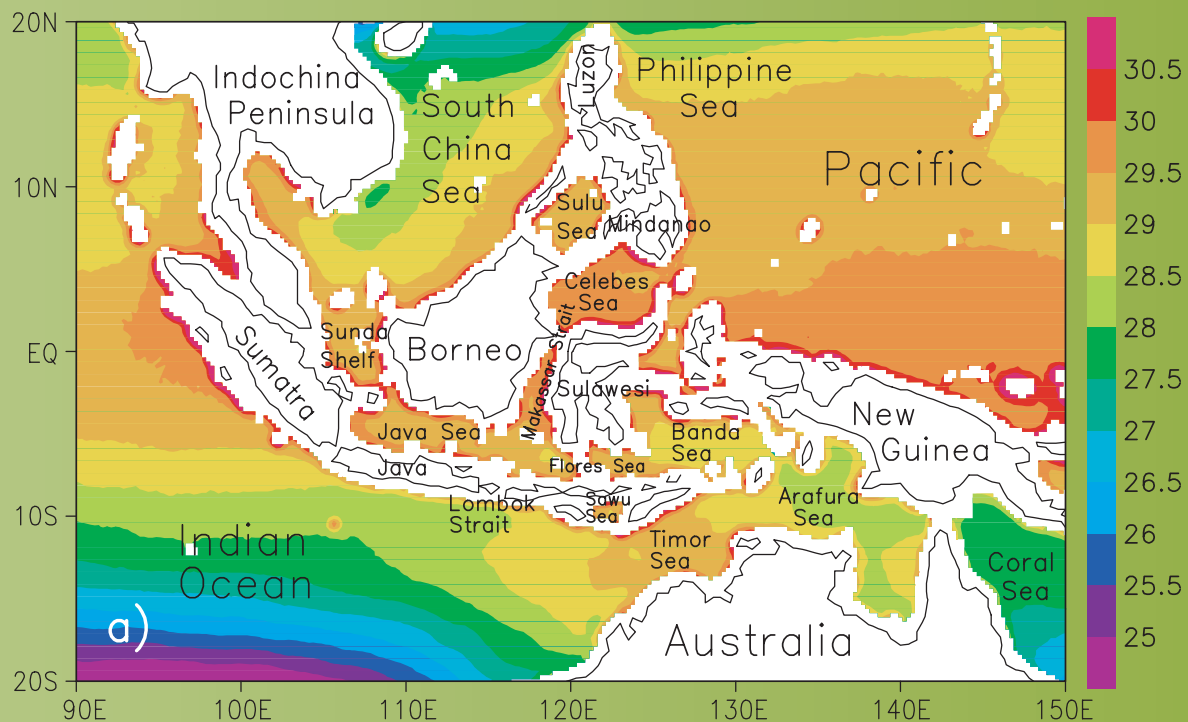 20N
10N
EQ
10S
20S
90E
100E
110E
120E
130E
140E
150E
Indochina
Peninsula
South
China
Sea
Luzon
Philippine
Sea
Pacific
Sulu
Sea
Mindanao
Celebes
Sea
Sunda
Shelf
Borneo
Makassar Strait
Sulawesi
Sumatra
Java Sea
Java
Flores Sea
Banda
Sea
New
Guinea
Lombok
Strait
Sawu
Sea
Arafura
Sea
Timor
Sea
Indian
Ocean
Coral
Sea
Australia
a)
30.5
30
29.5
29
28.5
28
27.5
27
26.5
26
25.5
25